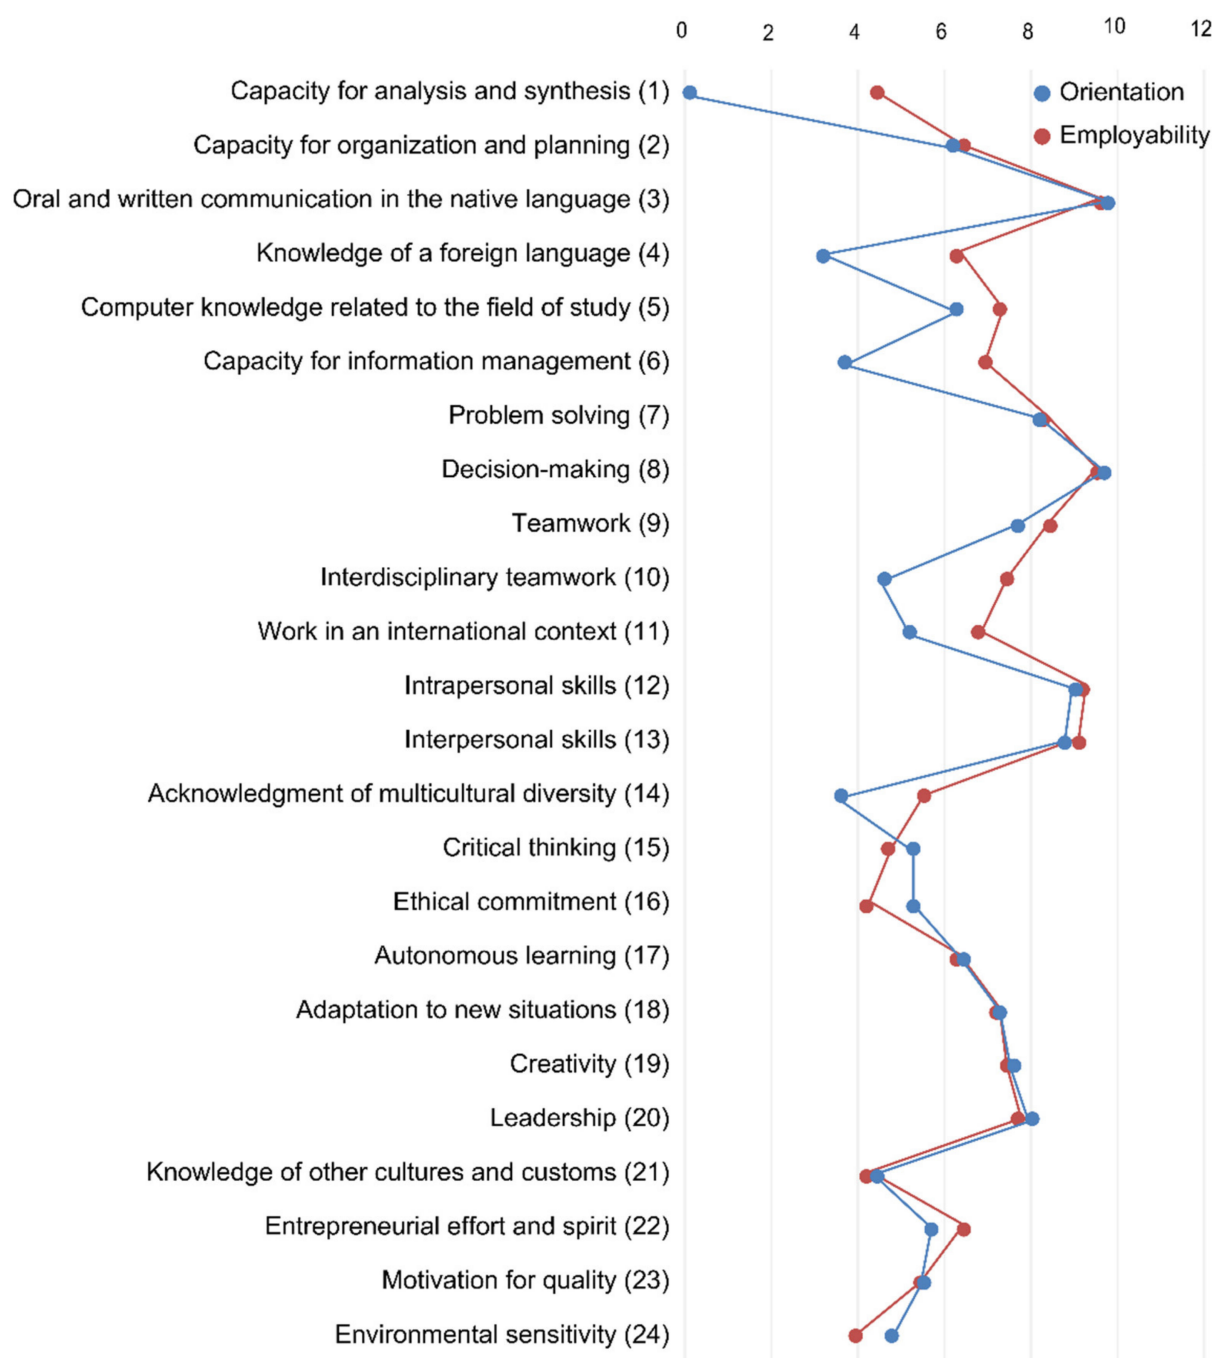 0 2 4 6 8 10 12
Capacity for analysis and synthesis (1)
Orientation
Capacity for organization and planning (2)
Employability
Oral and written communication in the native language (3)
Knowledge of a foreign language (4)
Computer knowledge related to the field of study (5)
Capacity for information management (6)
Problem solving (7)
Decision-making (8)
Teamwork (9)
Interdisciplinary teamwork (10)
Work in an international context (11)
Intrapersonal skills (12)
Interpersonal skills (13)
Acknowledgment of multicultural diversity (14)
Critical thinking (15)
Ethical commitment (16)
Autonomous learning (17)
Adaptation to new situations (18)
Creativity (19)
Leadership (20)
Knowledge of other cultures and customs (21)
Entrepreneurial effort and spirit (22)
Motivation for quality (23)
Environmental sensitivity (24)